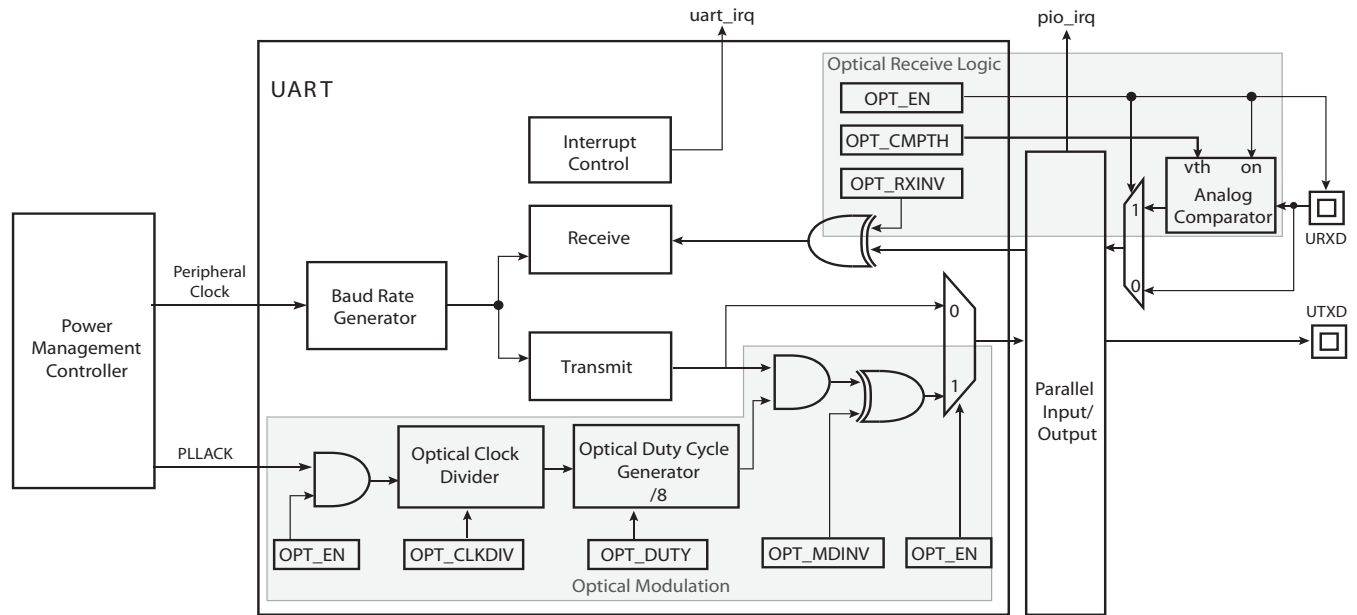 uart_irq
pio_irq
UART
Optical Receive Logic
OPT_EN
OPT_CMPTH
OPT_RXINV
vth
on
Analog
Comparator
1
0
URXD
UTXD
Interrupt
Control
Receive
Peripheral
Clock
Baud Rate
Generator
Power
Management
Controller
Transmit
0
1
Parallel
Input/
Output
PLLACK
Optical Clock
Divider
Optical Duty Cycle
Generator
/8
OPT_EN
OPT_CLKDIV
OPT_DUTY
OPT_MDINV
OPT_EN
Optical Modulation